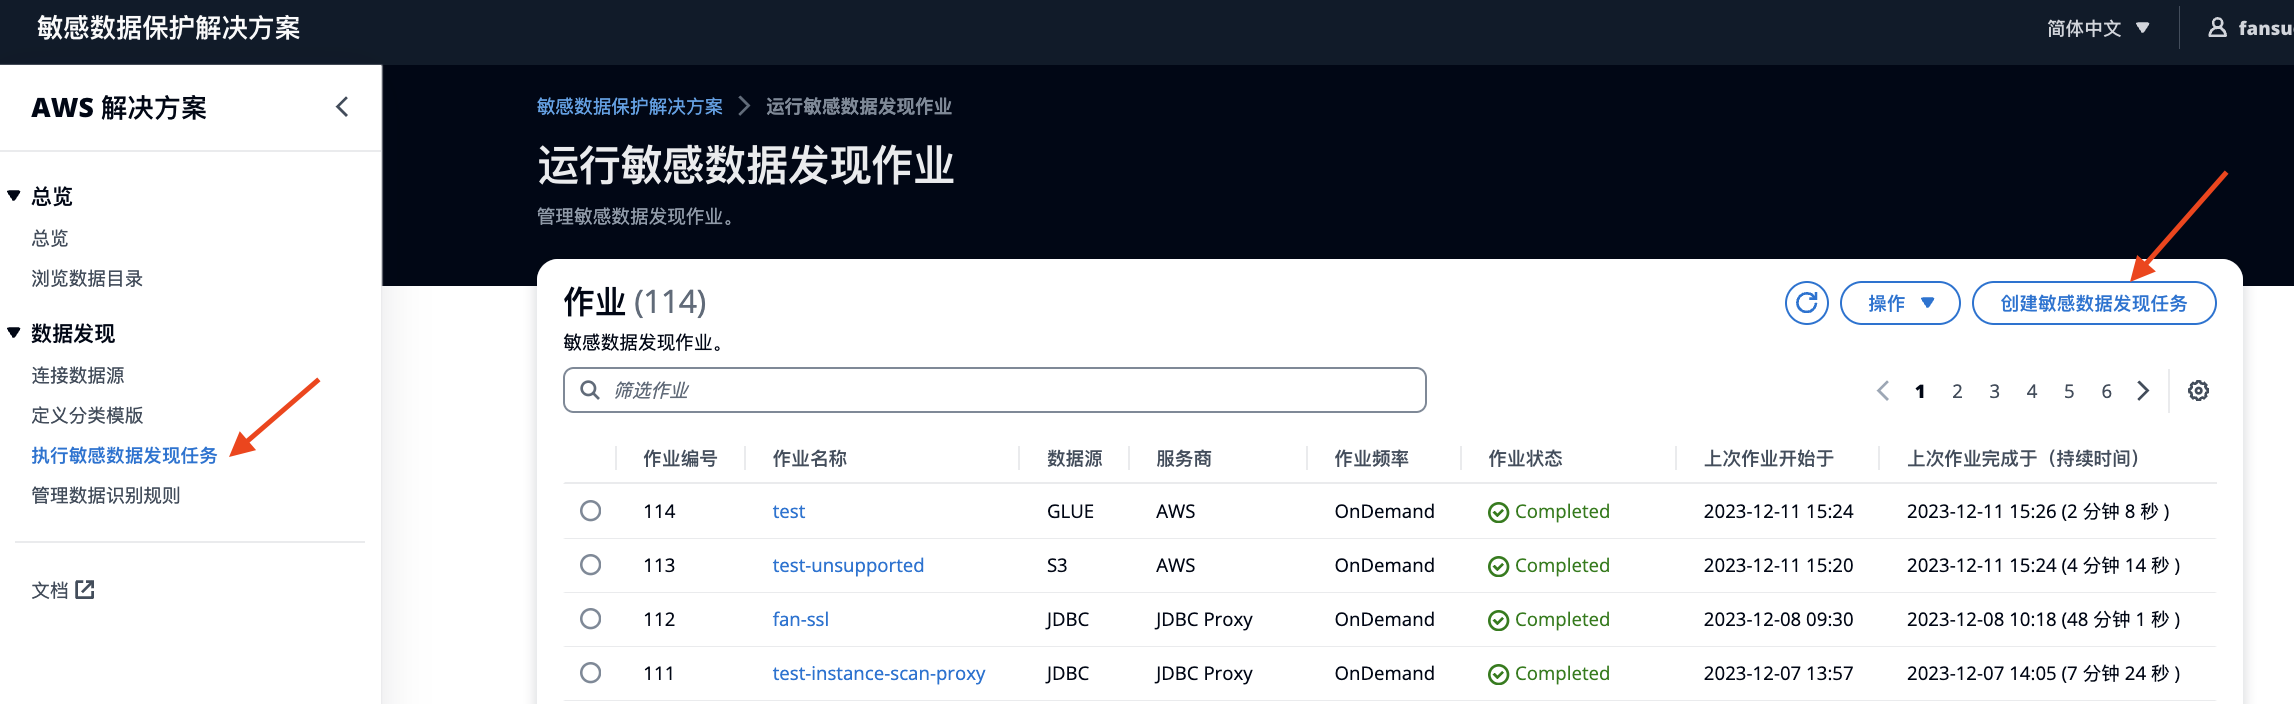 敏感数据保护解决方案
简体中文
fansu
AWS 解决方案
总览
总览
浏览数据目录
数据发现
连接数据源
定义分类模版
执行敏感数据发现任务
管理数据识别规则
文档
敏感数据保护解决方案 运行敏感数据发现作业
运行敏感数据发现作业
管理敏感数据发现作业。
作业 (114)
敏感数据发现作业。
操作
创建敏感数据发现任务
筛选作业
1 2 3 4 5 6
作业编号 作业名称 数据源 服务商 作业频率 作业状态 上次作业开始于 上次作业完成于（持续时间）
114 test GLUE AWS OnDemand Completed 2023-12-11 15:24 2023-12-11 15:26 (2 分钟 8 秒 )
113 test-unsupported S3 AWS OnDemand Completed 2023-12-11 15:20 2023-12-11 15:24 (4 分钟 14 秒 )
112 fan-ssl JDBC JDBC Proxy OnDemand Completed 2023-12-08 09:30 2023-12-08 10:18 (48 分钟 1 秒 )
111 test-instance-scan-proxy JDBC JDBC Proxy OnDemand Completed 2023-12-07 13:57 2023-12-07 14:05 (7 分钟 24 秒 )